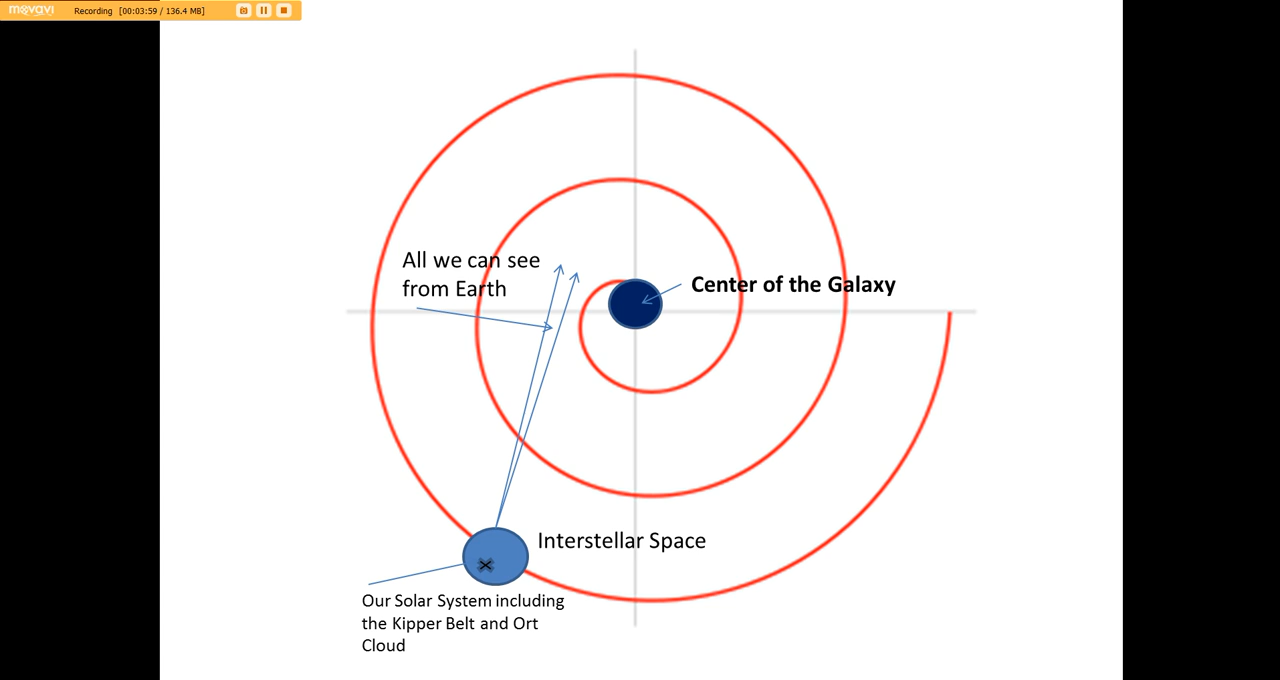 movavi Recording [00:03:59 / 136.4 MB]
All we can see
from Earth
Center of the Galaxy
Interstellar Space
Our Solar System including
the Kipper Belt and Ort
Cloud